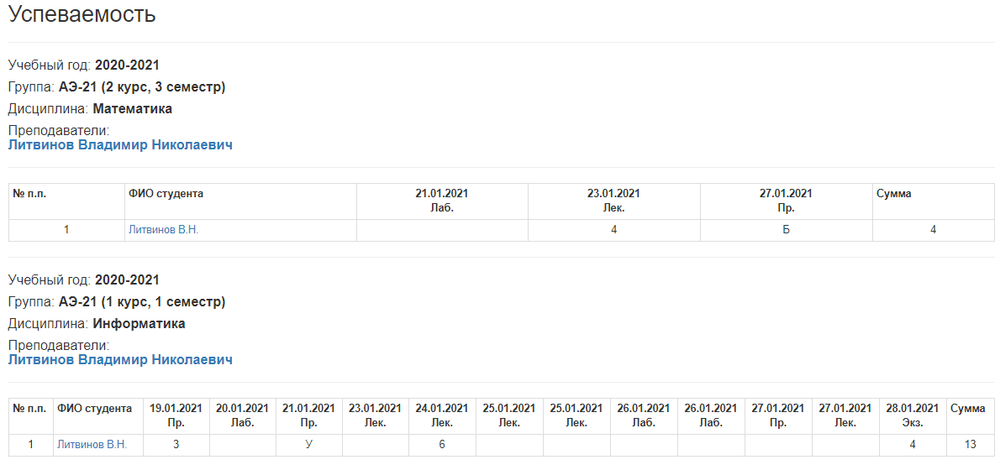 Успеваемость
Учебный год: 2020-2021
Группа: АЭ-21 (2 курс, 3 семестр)
Дисциплина: Математика
Преподаватели:
Литвинов Владимир Николаевич
№ п.п. ФИО студента 21.01.2021 23.01.2021 27.01.2021 Сумма
Лаб. Лек. Пр.
1 Литвинов В.Н. 4 Б 4
Учебный год: 2020-2021
Группа: АЭ-21 (1 курс, 1 семестр)
Дисциплина: Информатика
Преподаватели:
Литвинов Владимир Николаевич
№ п.п. ФИО студента 19.01.2021 20.01.2021 21.01.2021 23.01.2021 24.01.2021 25.01.2021 25.01.2021 26.01.2021 26.01.2021 27.01.2021 27.01.2021 28.01.2021 Сумма
Пр. Лаб. Пр. Лек. Лек. Лек. Лек. Лаб. Лаб. Пр. Лек. Экз.
1 Литвинов В.Н. 3 У 6 4 13